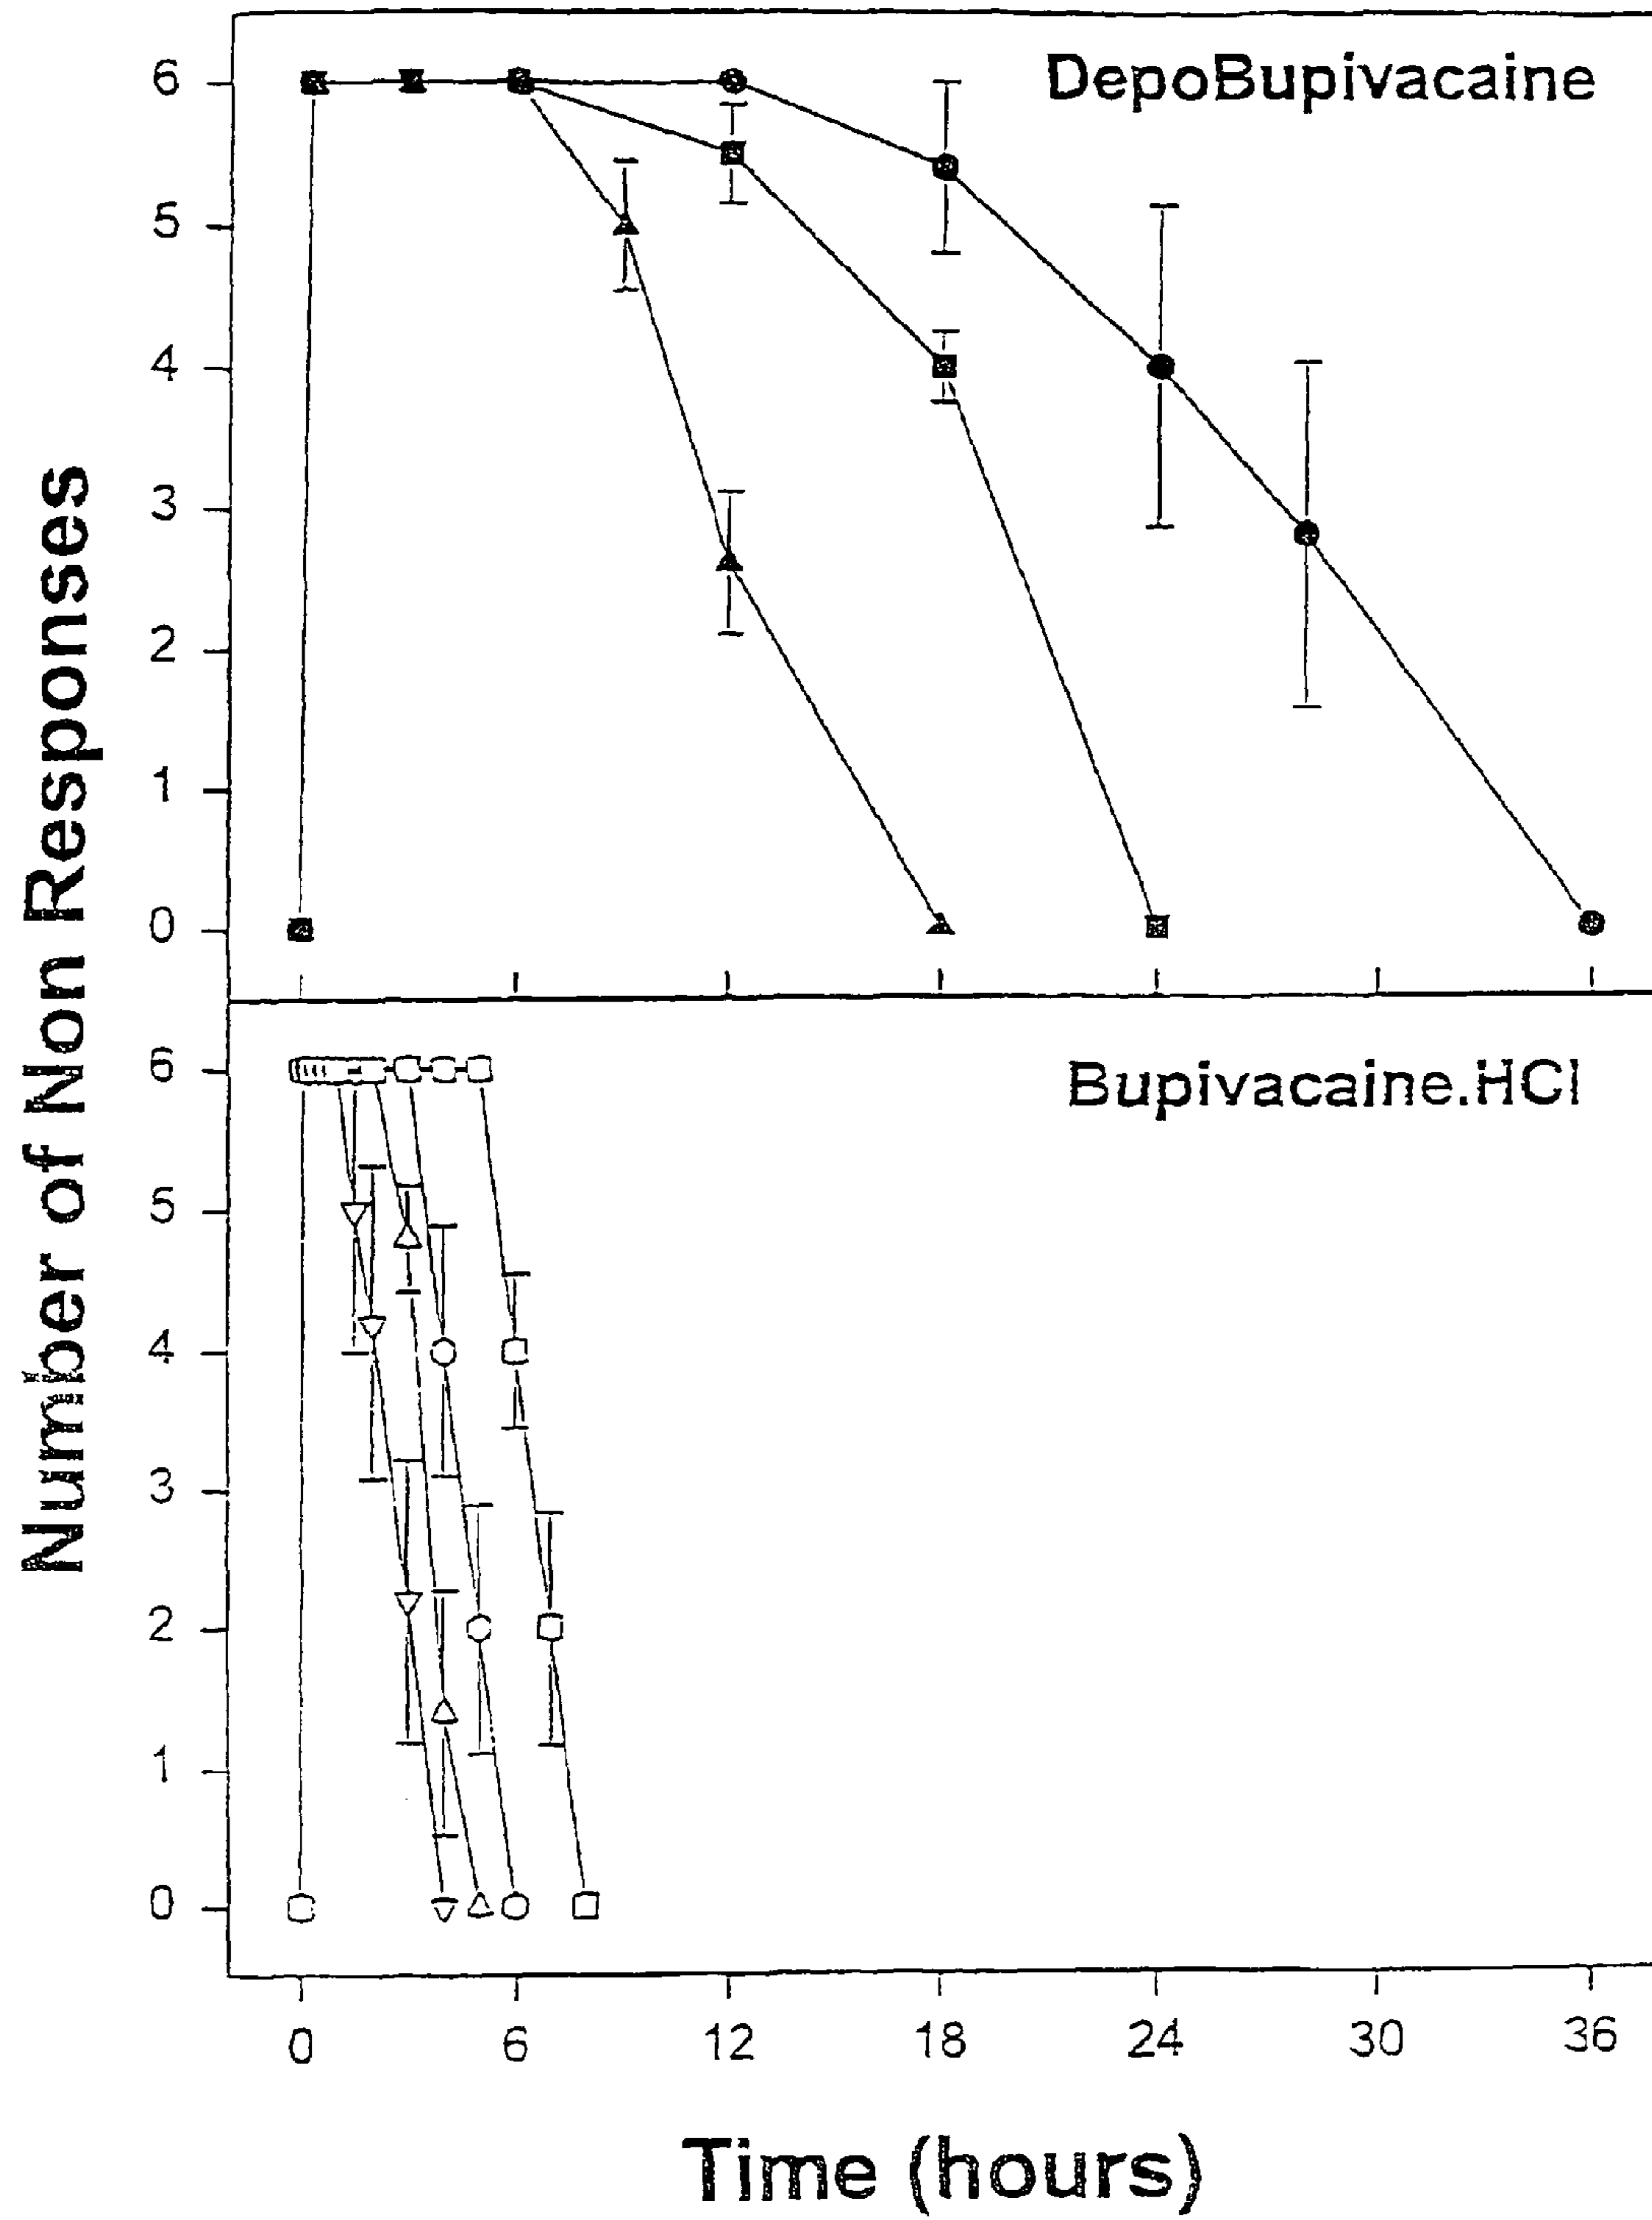 DepoBupivacaine
6
5
4
3
2
1
0
Number of Non Responses
Bupivacaine.HCl
6
5
4
3
2
1
0
0 6 12 18 24 30 36
Time (hours)